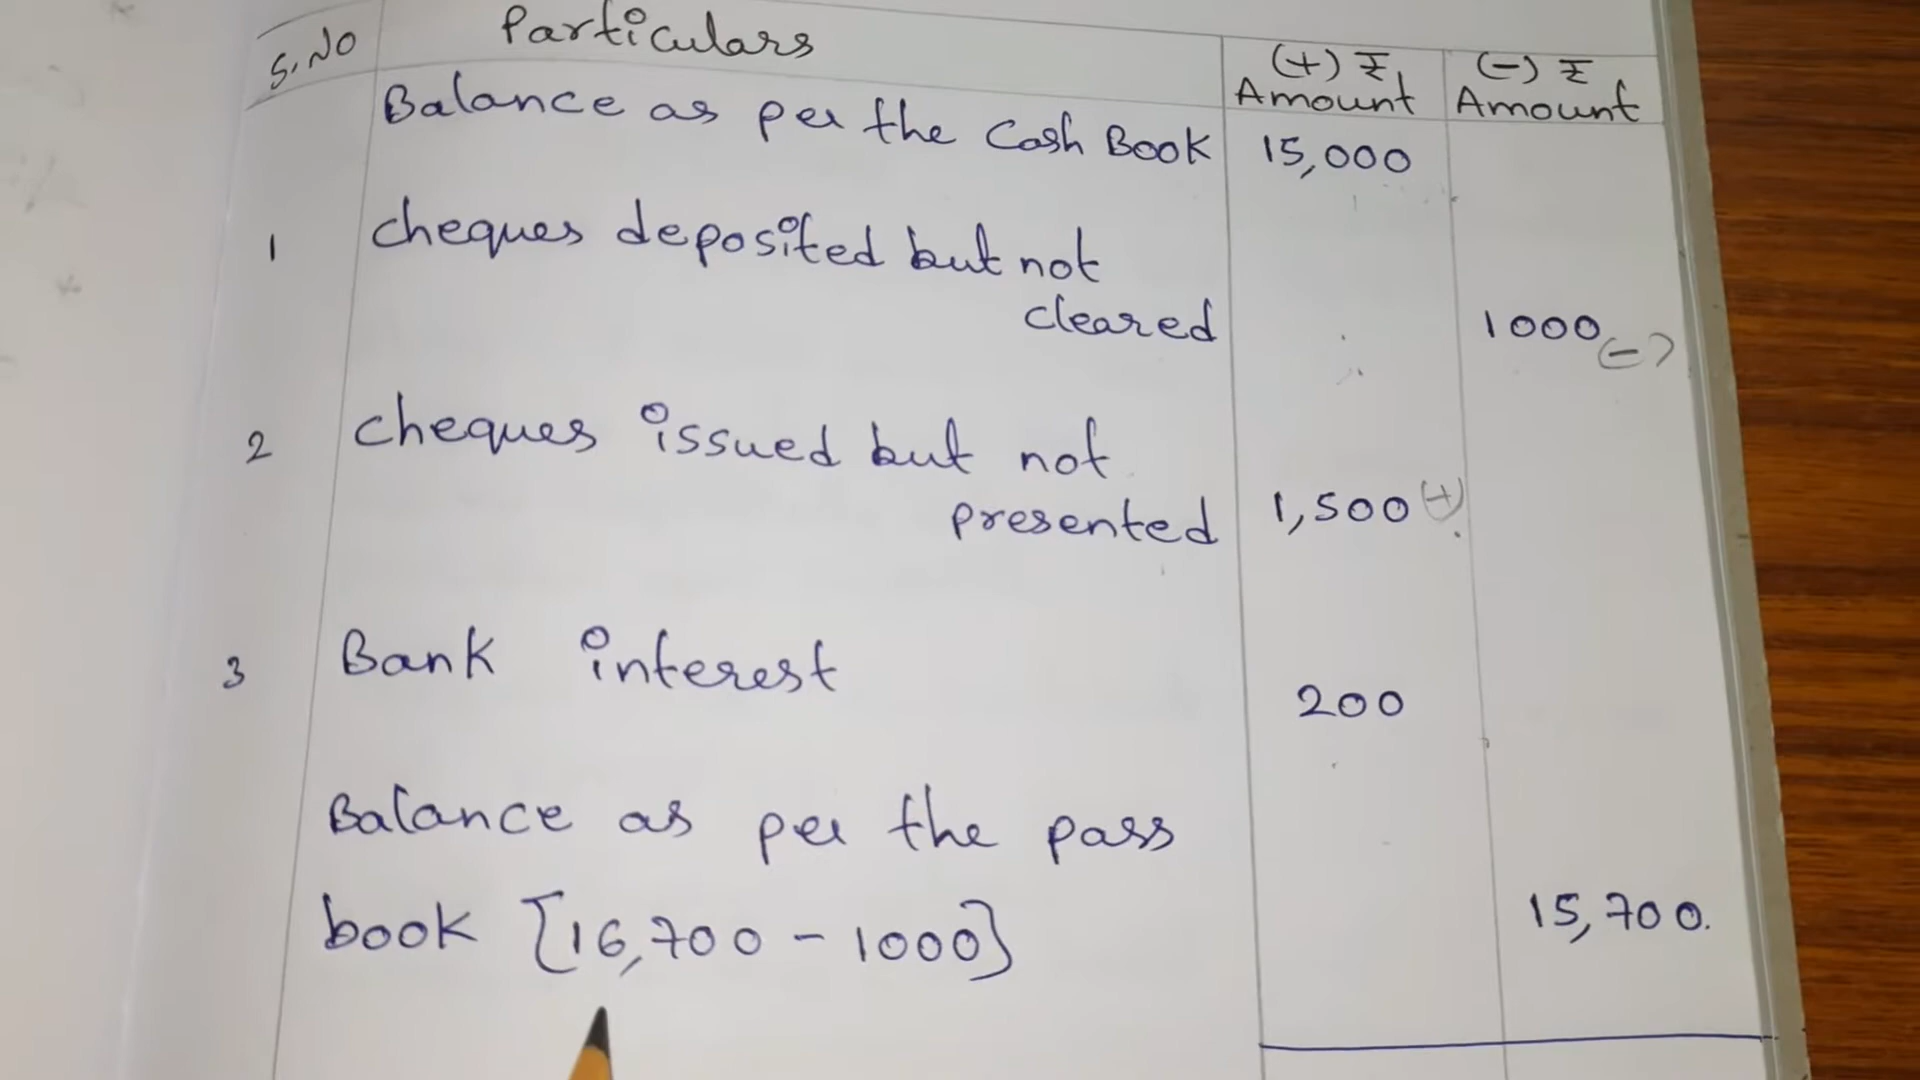 S.No Particulars (+) ₹ Amount (-) ₹ Amount
Balance as per the Cash Book 15,000
1 cheques deposited but not
cleared 1000 (-)
2 cheques issued but not
presented 1,500 (+)
3 Bank interest 200
Balance as per the pass
book [16,700 - 1000] 15,700.